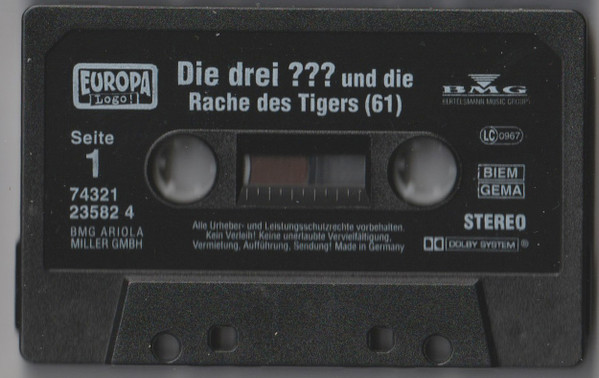 EUROPA
Logo!
Die drei ??? und die
Rache des Tigers (61)
BMG
BERTELSMANN MUSIC GROUP
Seite
1
LC 0967
BIEM
GEMA
74321
23582 4
BMG ARIOLA
MILLER GMBH
STEREO
DOLBY SYSTEM ®
Alle Urheber- und Leistungsschutzrechte vorbehalten.
Kein Verleih! Keine unerlaubte Vervielfältigung,
Vermietung, Aufführung, Sendung! Made in Germany